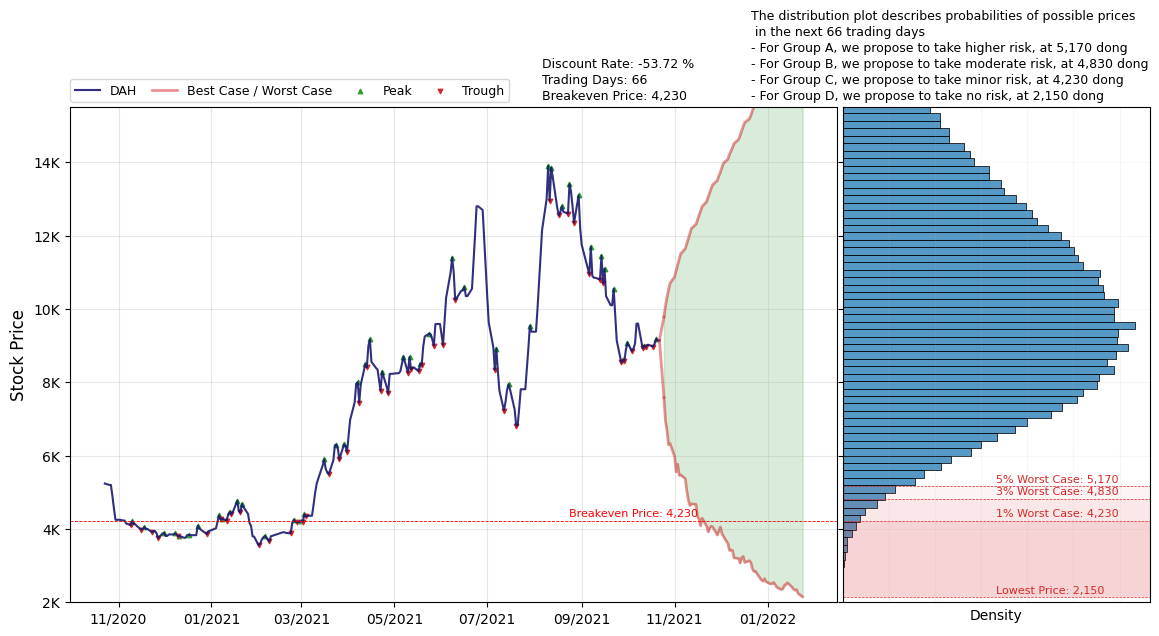 The distribution plot describes probabilities of possible prices
in the next 66 trading days
- For Group A, we propose to take higher risk, at 5,170 dong
- For Group B, we propose to take moderate risk, at 4,830 dong
- For Group C, we propose to take minor risk, at 4,230 dong
- For Group D, we propose to take no risk, at 2,150 dong
Discount Rate: -53.72 %
Trading Days: 66
Breakeven Price: 4,230
DAH
Best Case / Worst Case
Peak
Trough
Stock Price
14K
12K
10K
8K
6K
4K
2K
Breakeven Price: 4,230
5% Worst Case: 5,170
3% Worst Case: 4,830
1% Worst Case: 4,230
Lowest Price: 2,150
11/2020
01/2021
03/2021
05/2021
07/2021
09/2021
11/2021
01/2022
Density